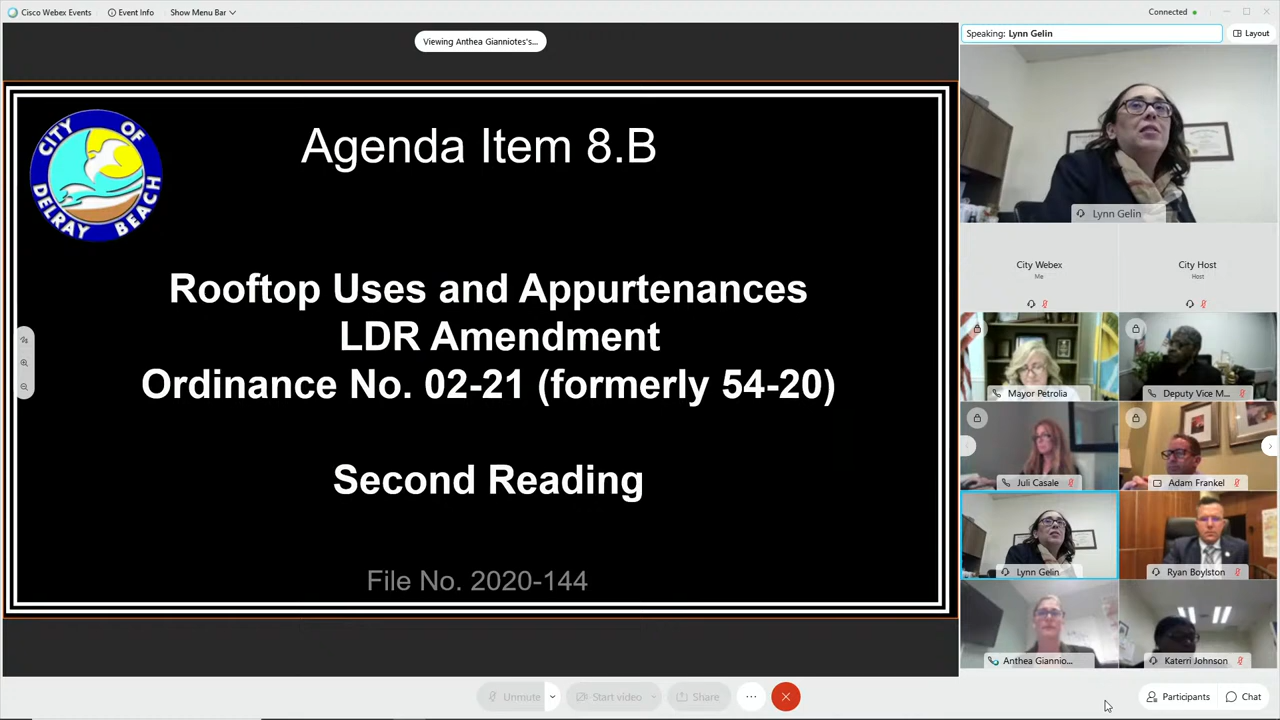 Cisco Webex Events
Event Info
Show Menu Bar
Connected
Viewing Anthea Gianniotes's...
Speaking: Lynn Gelin
Layout
CITY OF
DELRAY BEACH
Agenda Item 8.B
Rooftop Uses and Appurtenances
LDR Amendment
Ordinance No. 02-21 (formerly 54-20)
Second Reading
File No. 2020-144
Lynn Gelin
City Webex
Me
City Host
Host
Mayor Petrolia
Deputy Vice M...
Juli Casale
Adam Frankel
Lynn Gelin
Ryan Boylston
Anthea Giannio...
Katerri Johnson
Unmute
Start video
Share
Participants
Chat